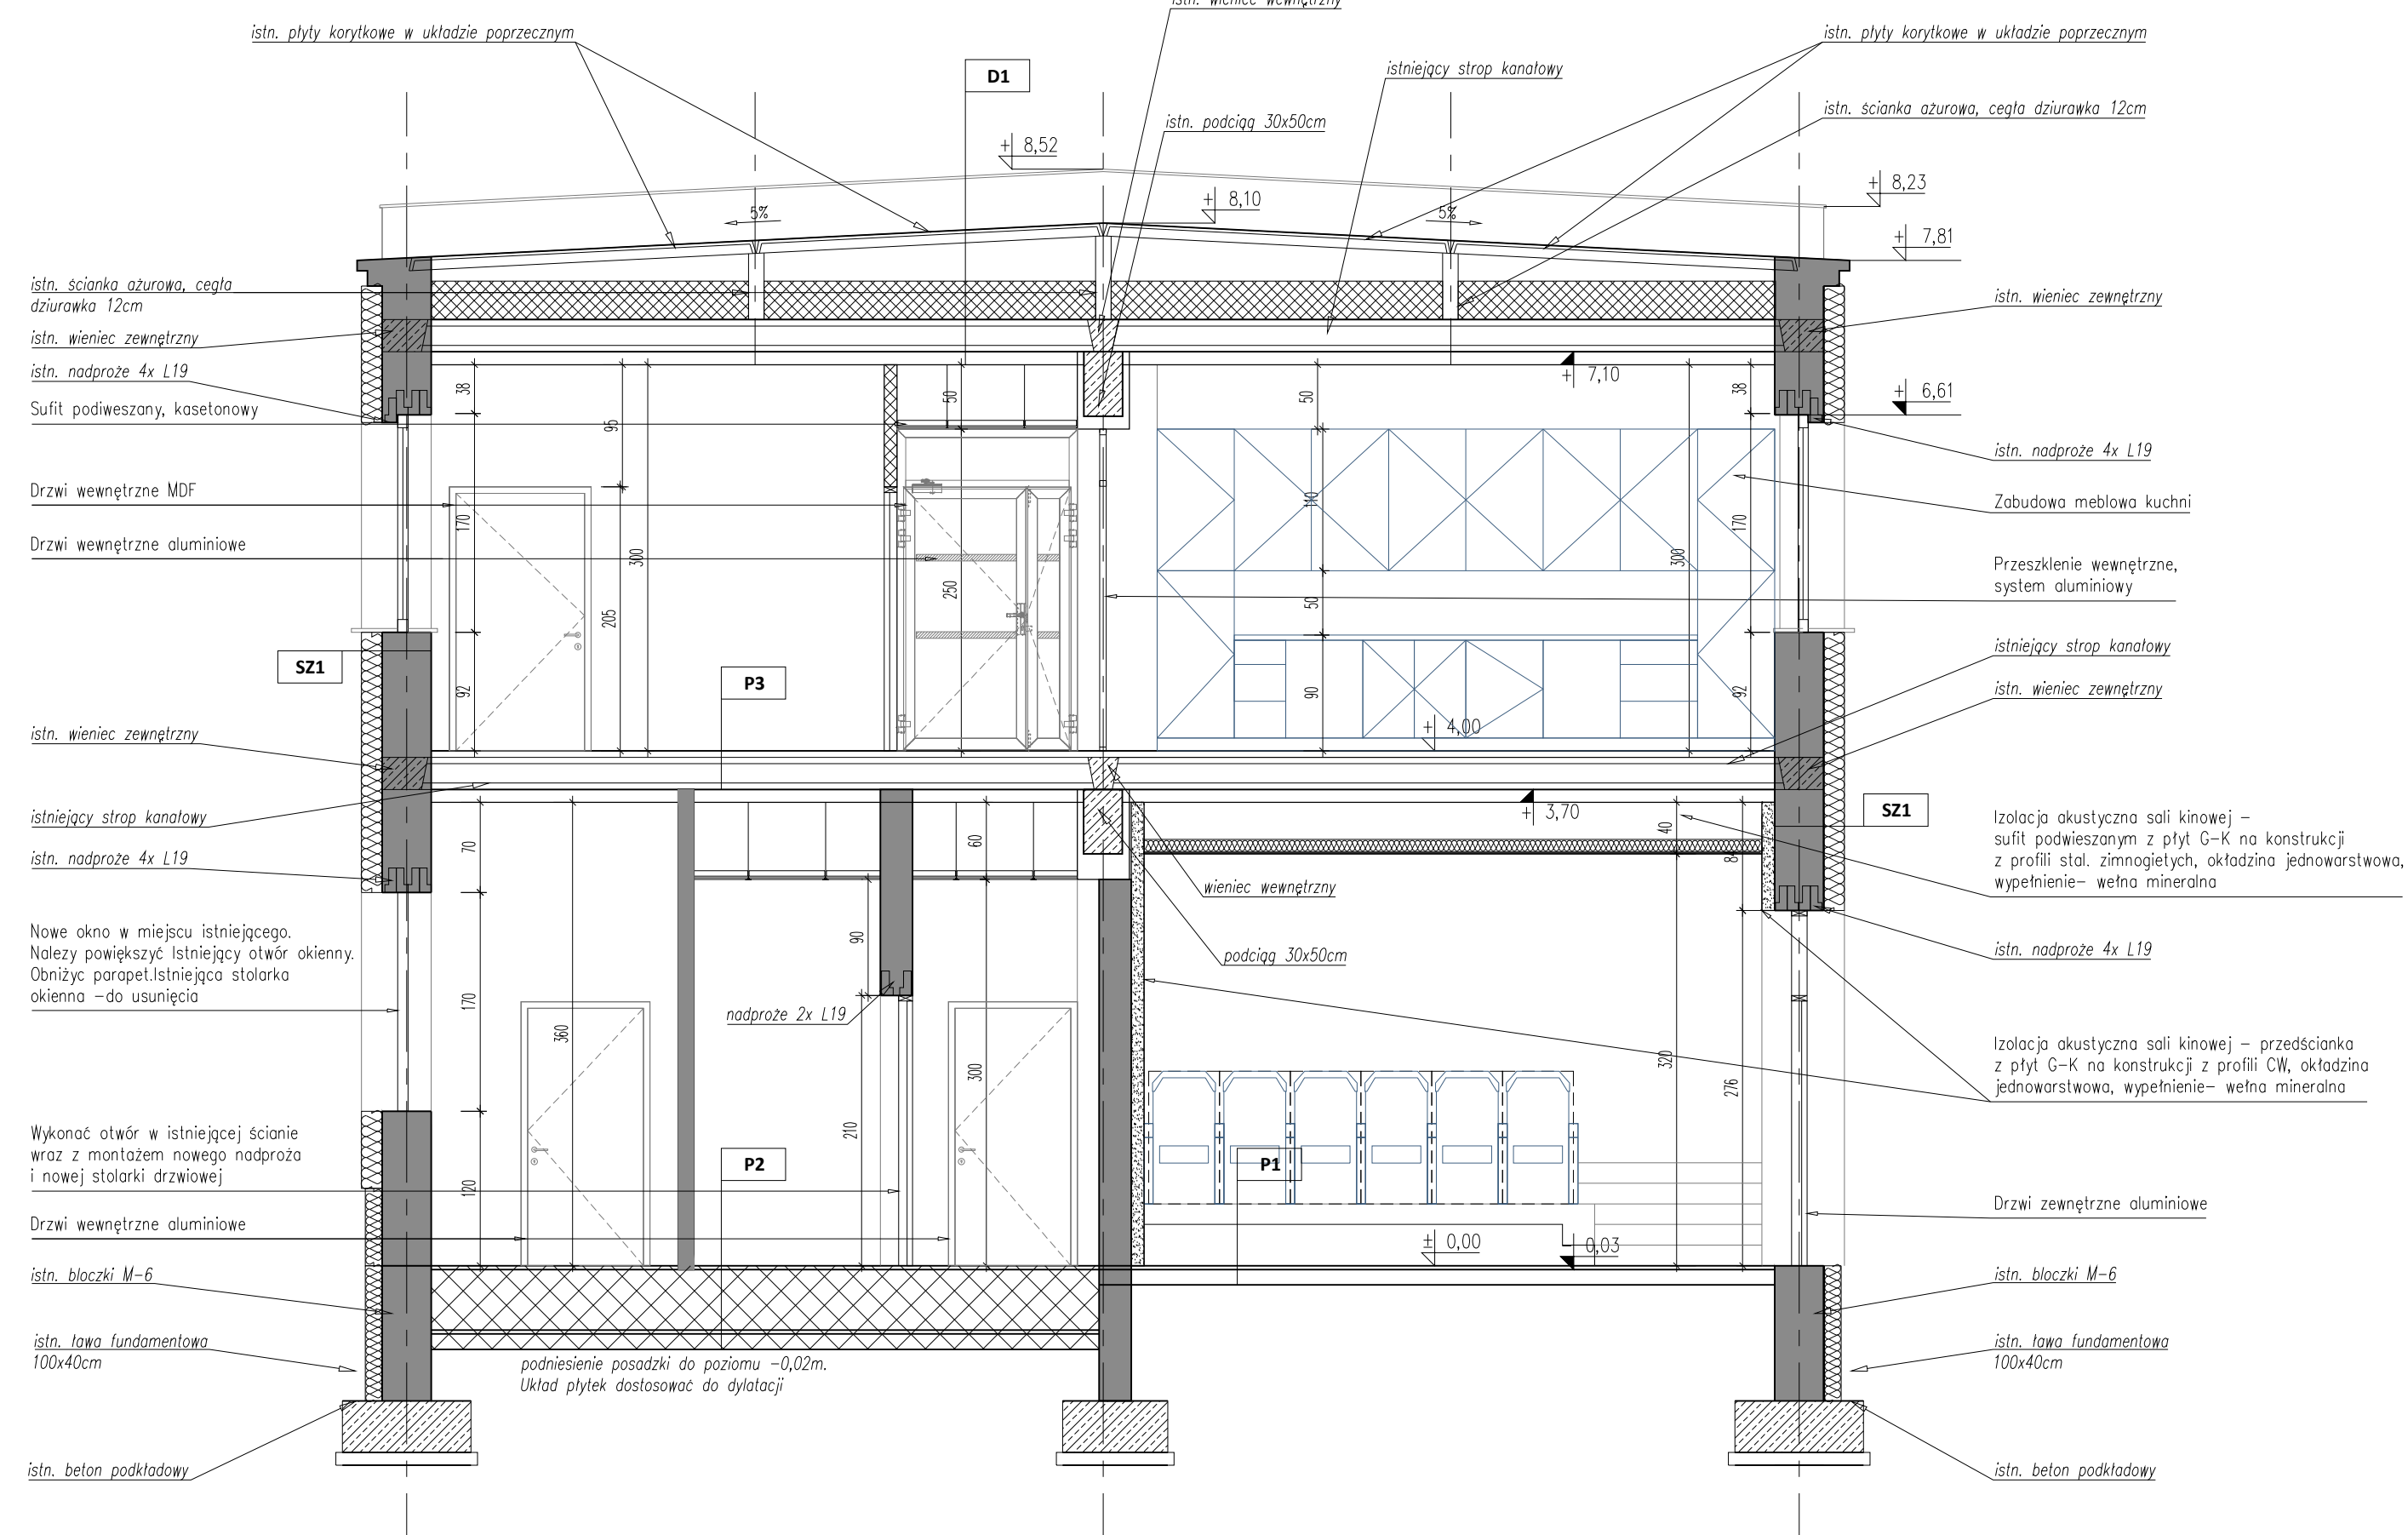 istn. wieniec wewnętrzny
istn. płyty korytkowe w układzie poprzecznym
istn. płyty korytkowe w układzie poprzecznym
D1
istniejący strop kanałowy
istn. podciąg 30x50cm
istn. ścianka ażurowa, cegła dziurawka 12cm
+ 8,52
+ 8,10
+ 8,23
+ 7,81
5%
5%
istn. ścianka ażurowa, cegła
dziurawka 12cm
istn. wieniec zewnętrzny
istn. nadproże 4x L19
Sufit podiweszany, kasetonowy
Drzwi wewnętrzne MDF
Drzwi wewnętrzne aluminiowe
SZ1
istn. wieniec zewnętrzny
istniejący strop kanałowy
istn. nadproże 4x L19
Nowe okno w miejscu istniejącego.
Nalezy powiększyć Istniejący otwór okienny.
Obniżyc parapet.Istniejąca stolarka
okienna -do usunięcia
Wykonać otwór w istniejącej ścianie
wraz z montażem nowego nadproża
i nowej stolarki drzwiowej
Drzwi wewnętrzne aluminiowe
istn. bloczki M-6
istn. ława fundamentowa
100x40cm
istn. beton podkładowy
38
170
92
95
205
300
50
250
P3
+ 7,10
50
110
50
90
300
38
170
92
+ 4,00
+ 6,61
istn. wieniec zewnętrzny
istn. nadproże 4x L19
Zabudowa meblowa kuchni
Przeszklenie wewnętrzne,
system aluminiowy
istniejący strop kanałowy
istn. wieniec zewnętrzny
SZ1
+ 3,70
70
170
120
360
60
300
90
210
nadproże 2x L19
wieniec wewnętrzny
podciąg 30x50cm
40
320
276
P2
P1
± 0,00
0,03
Izolacja akustyczna sali kinowej –
sufit podwieszanym z płyt G-K na konstrukcji
z profili stal. zimnogietych, okładzina jednowarstwowa,
wypełnienie- wełna mineralna
istn. nadproże 4x L19
Izolacja akustyczna sali kinowej – przedścianka
z płyt G-K na konstrukcji z profili CW, okładzina
jednowarstwowa, wypełnienie- wełna mineralna
Drzwi zewnętrzne aluminiowe
istn. bloczki M-6
istn. ława fundamentowa
100x40cm
istn. beton podkładowy
podniesienie posadzki do poziomu -0,02m.
Układ płytek dostosować do dylatacji